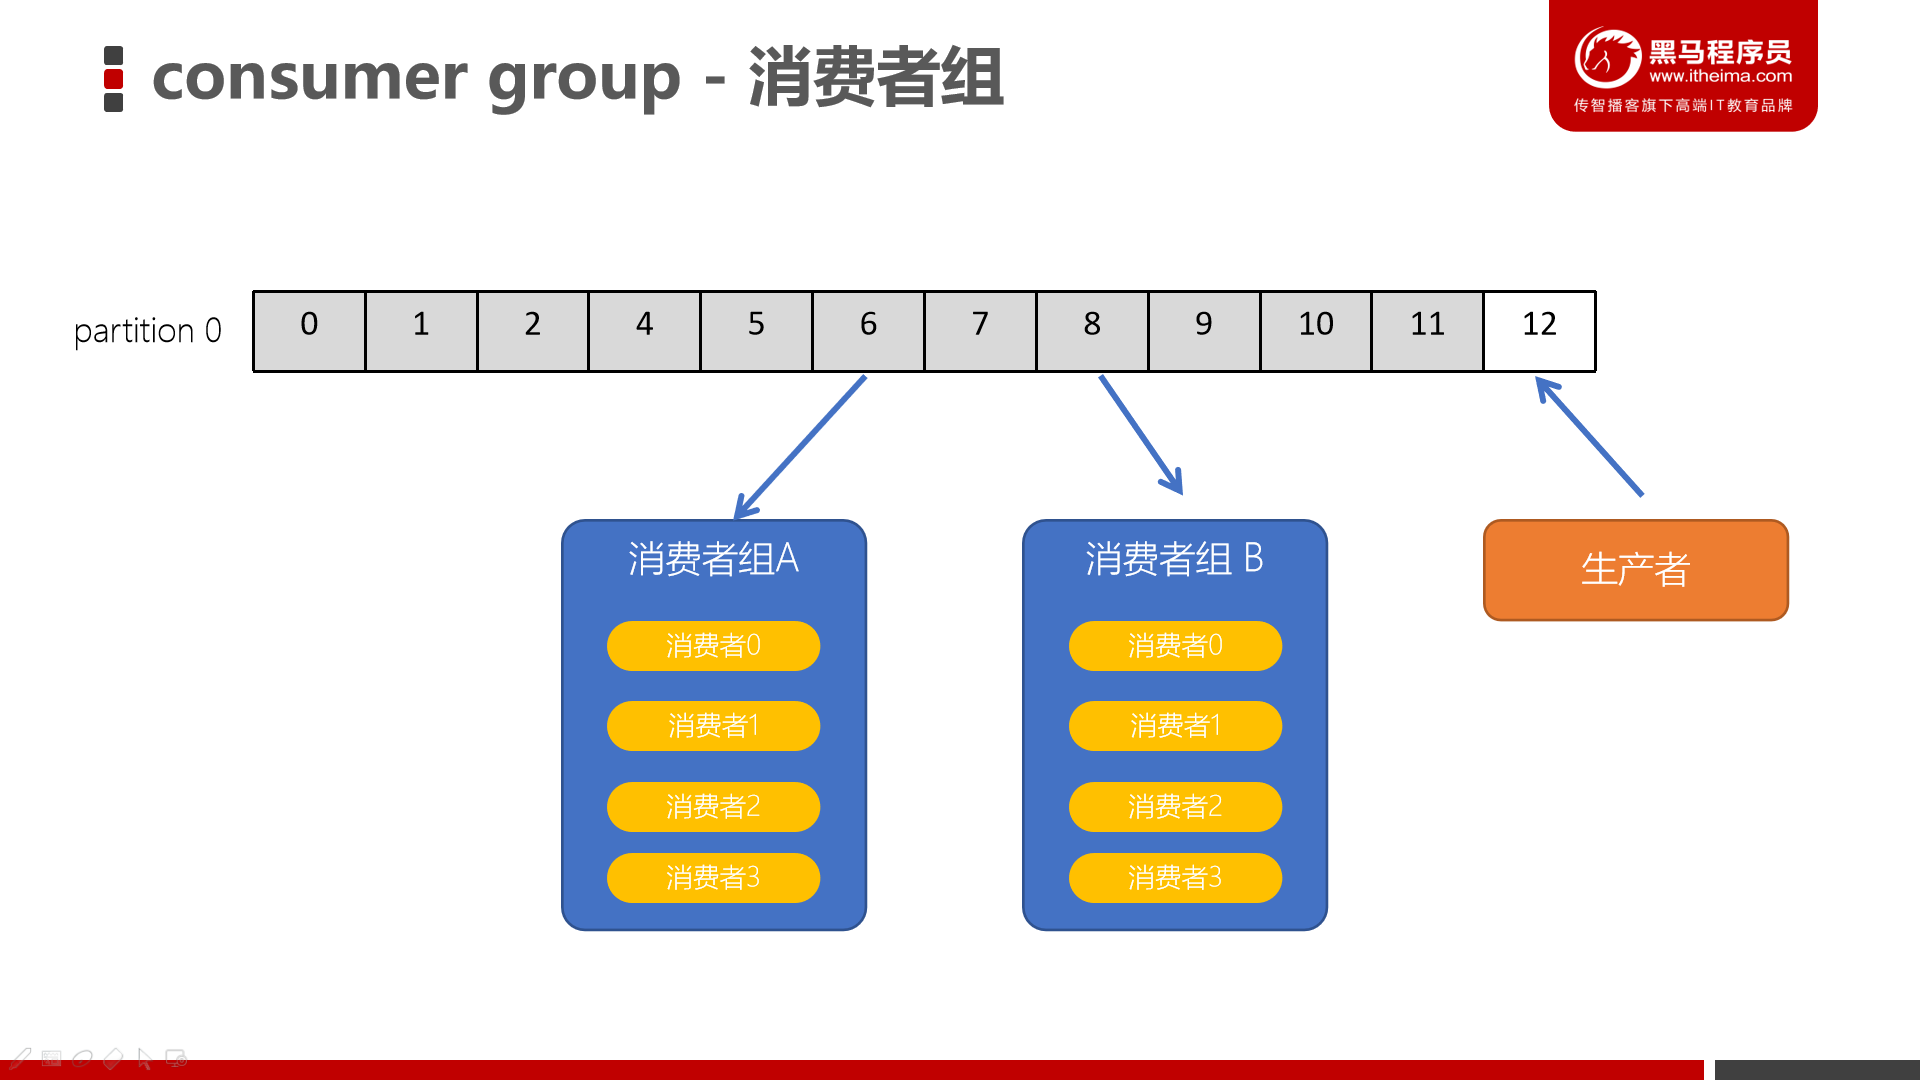 consumer group - 消费者组
黑马程序员
www.itheima.com
传智播客旗下高端IT教育品牌
partition 0
0 1 2 4 5 6 7 8 9 10 11 12
消费者组A
消费者0
消费者1
消费者2
消费者3
消费者组 B
消费者0
消费者1
消费者2
消费者3
生产者